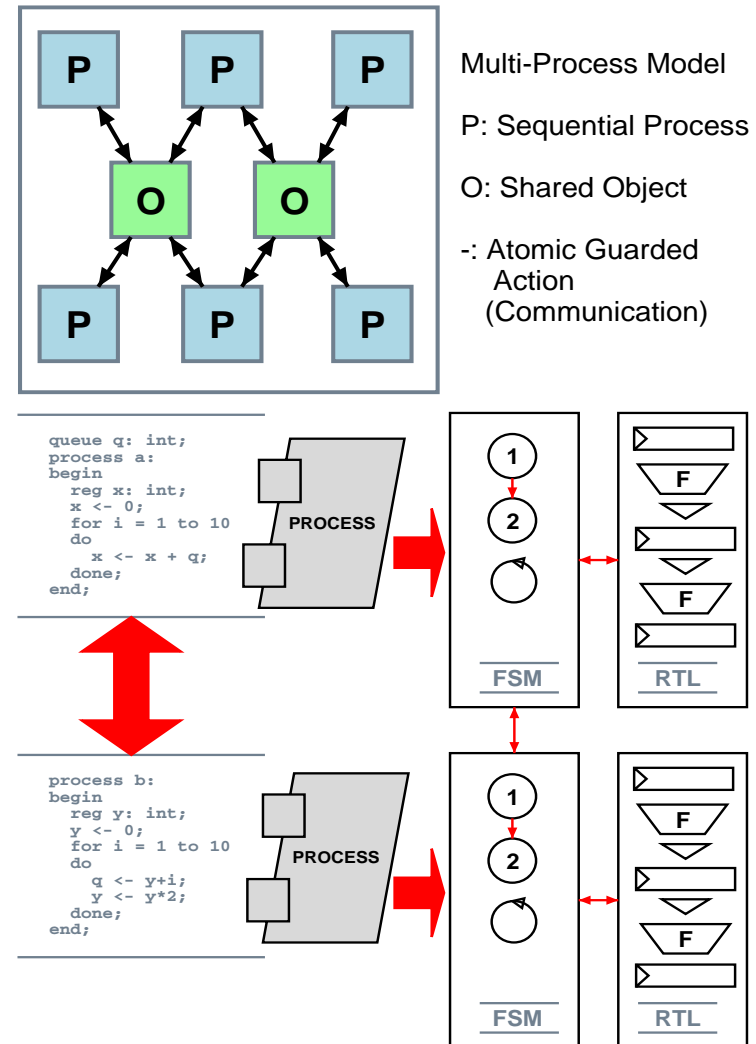 P P P
O O
P P P
Multi-Process Model
P: Sequential Process
O: Shared Object
-: Atomic Guarded
Action
(Communication)
queue q: int;
process a:
begin
reg x: int;
x <- 0;
for i = 1 to 10
do
x <- x + q;
done;
end;
PROCESS
1
2
FSM
F
F
RTL
process b:
begin
reg y: int;
y <- 0;
for i = 1 to 10
do
q <- y+i;
y <- y*2;
done;
end;
PROCESS
1
2
FSM
F
F
RTL